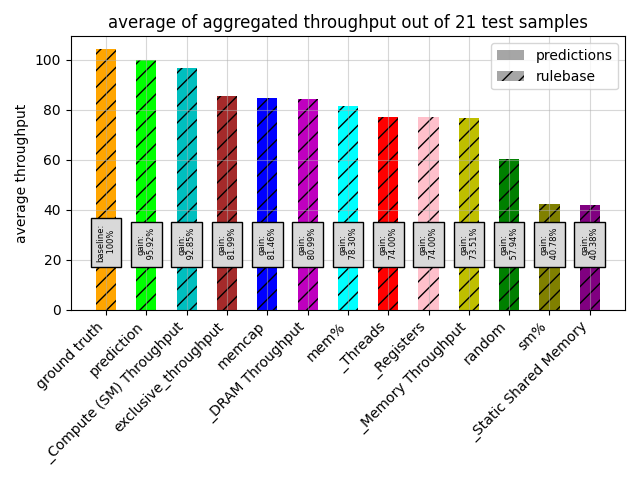 average of aggregated throughput out of 21 test samples
predictions
rulebase
average throughput
100
80
60
40
20
0
baseline:
100%
gain:
95.92%
gain:
92.85%
gain:
81.99%
gain:
81.46%
gain:
80.99%
gain:
78.30%
gain:
74.00%
gain:
74.00%
gain:
73.51%
gain:
57.94%
gain:
40.78%
gain:
40.38%
ground truth
prediction
_Compute (SM) Throughput
exclusive_throughput
memcap
_DRAM Throughput
mem%
_Threads
_Registers
_Memory Throughput
random
sm%
_Static Shared Memory